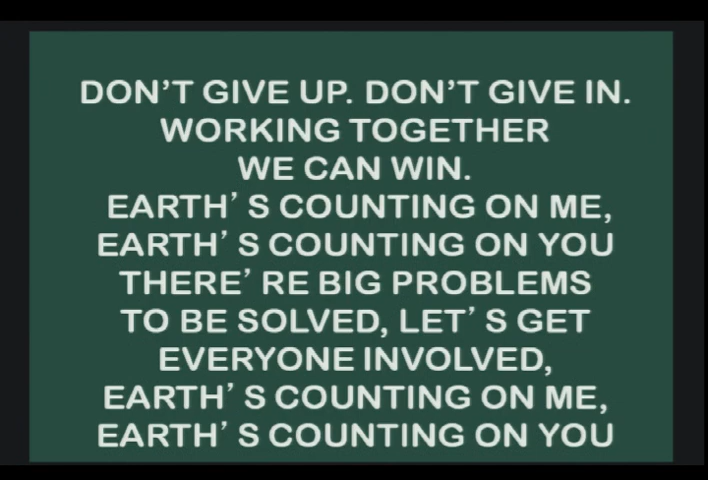 DON’T GIVE UP. DON’T GIVE IN.
WORKING TOGETHER
WE CAN WIN.
EARTH’ S COUNTING ON ME,
EARTH’ S COUNTING ON YOU
THERE’ RE BIG PROBLEMS
TO BE SOLVED, LET’ S GET
EVERYONE INVOLVED,
EARTH’ S COUNTING ON ME,
EARTH’ S COUNTING ON YOU